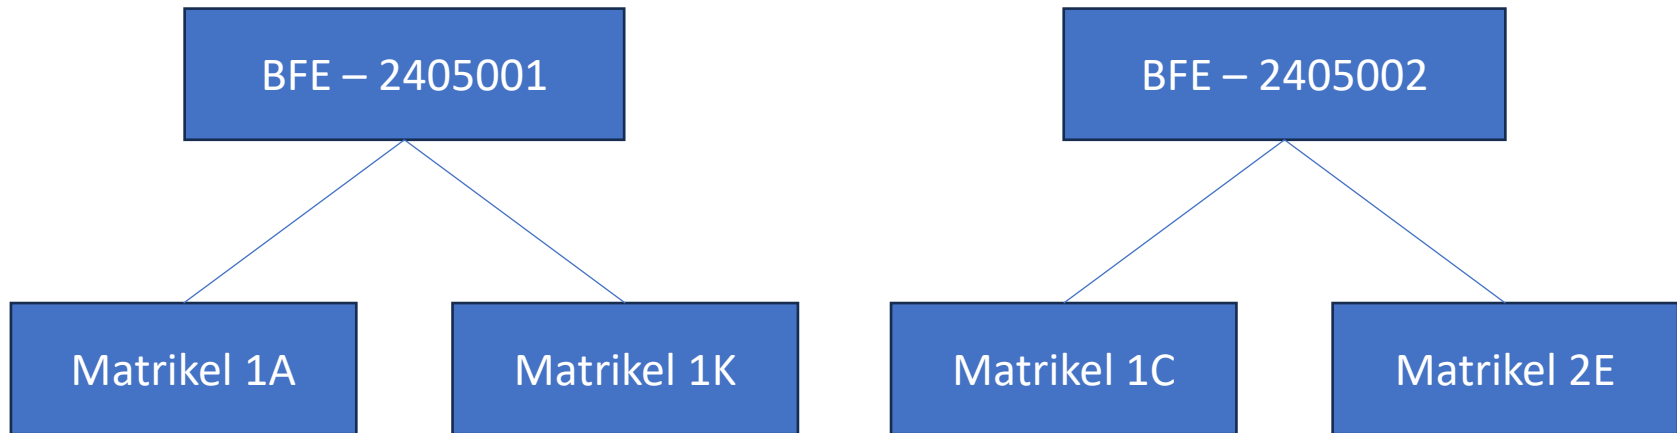 BFE – 2405001
BFE – 2405002
Matrikel 1A
Matrikel 1K
Matrikel 1C
Matrikel 2E